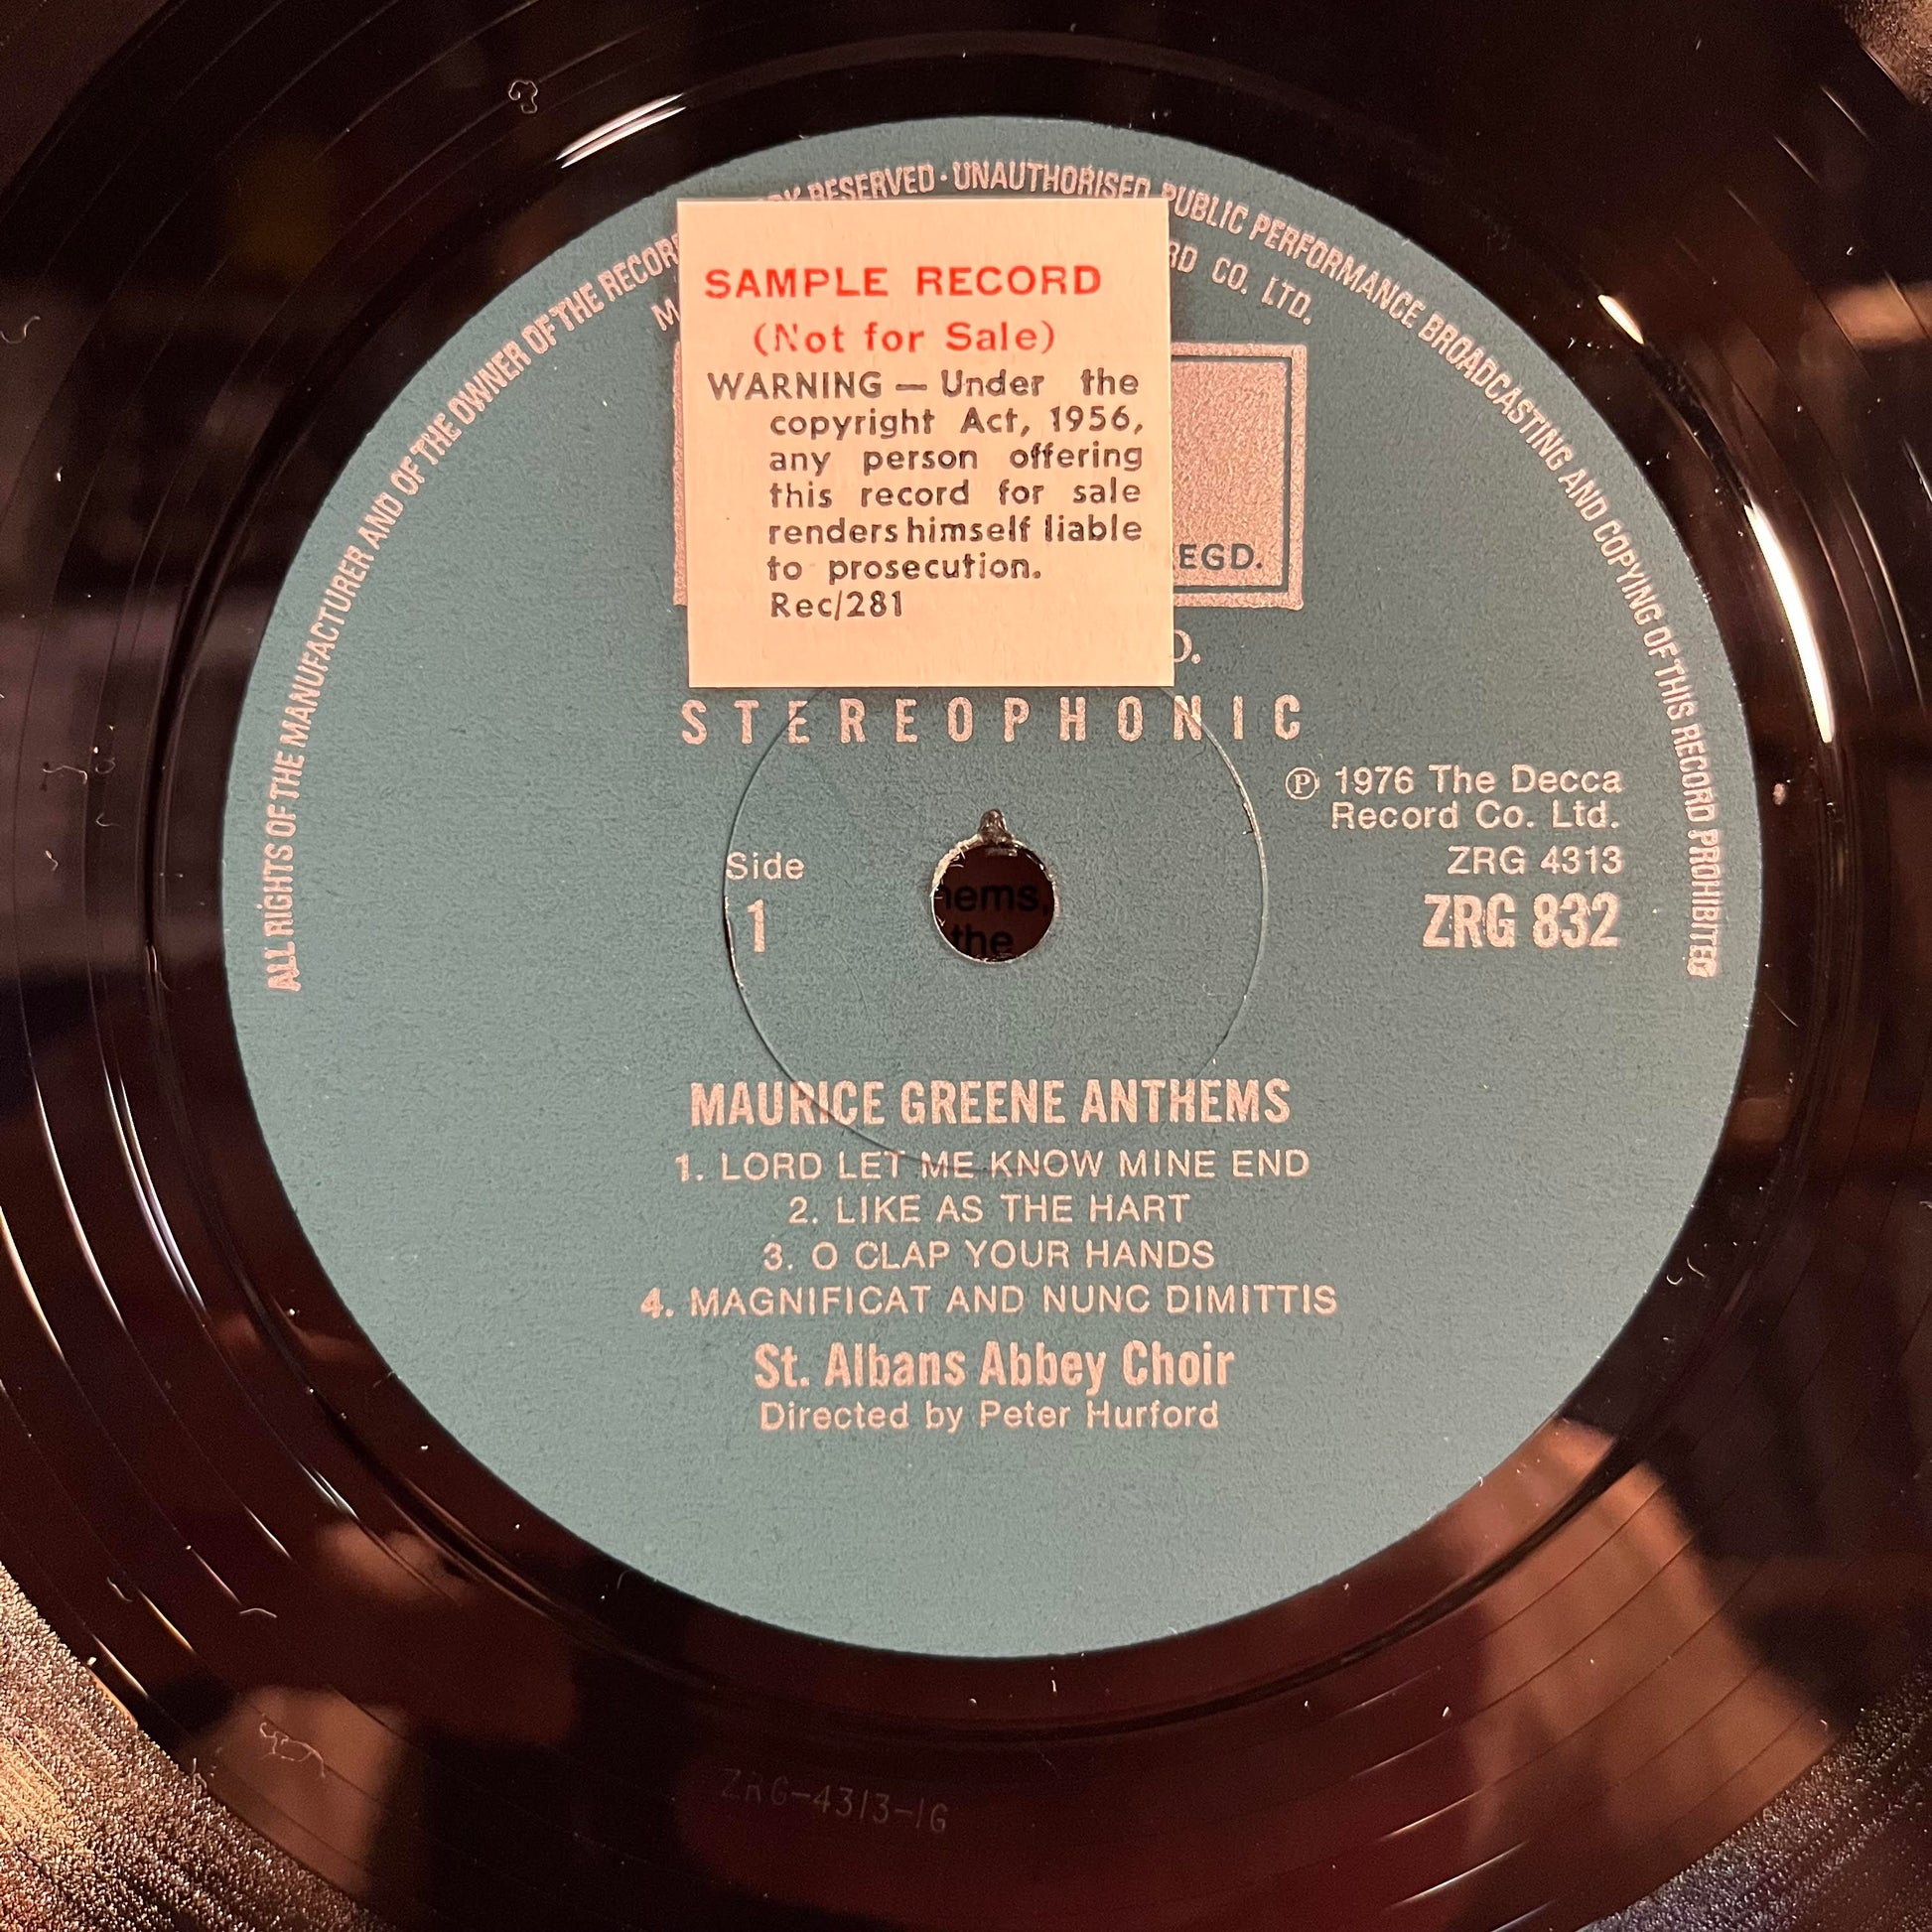 ALL RIGHTS OF THE MANUFACTURER AND OF THE OWNER OF THE RECOR RESERVED · UNAUTHORISED PUBLIC PERFORMANCE BROADCASTING AND COPYING OF THIS RECORD PROHIBITED
M RD CO. LTD.
SAMPLE RECORD
(Not for Sale)
WARNING — Under the
copyright Act, 1956,
any person offering
this record for sale
renders himself liable
to prosecution.
Rec/281
EGD.
D.
STEREOPHONIC
℗ 1976 The Decca
Record Co. Ltd.
ZRG 4313
ZRG 832
Side
1
nems,
the
MAURICE GREENE ANTHEMS
1. LORD LET ME KNOW MINE END
2. LIKE AS THE HART
3. O CLAP YOUR HANDS
4. MAGNIFICAT AND NUNC DIMITTIS
St. Albans Abbey Choir
Directed by Peter Hurford
ZRG-4313-1G